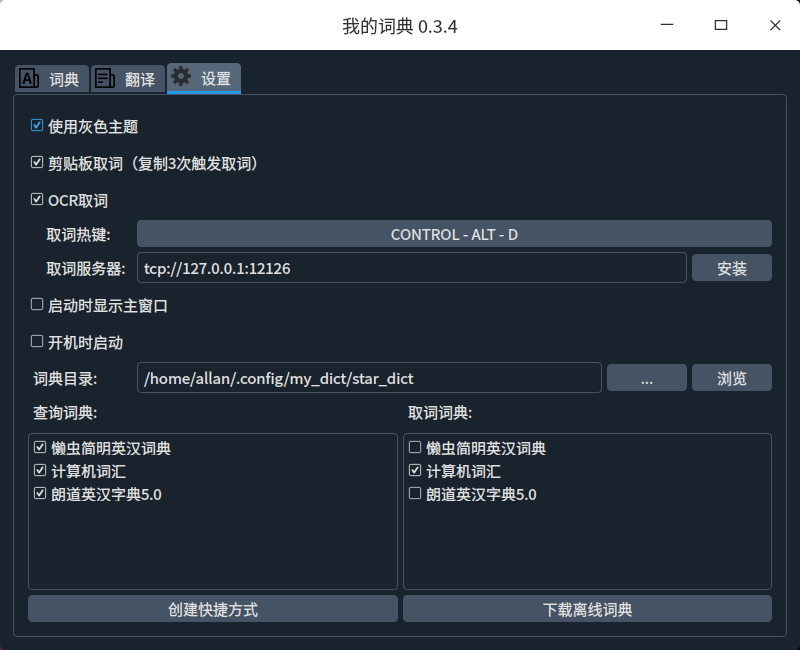 我的词典 0.3.4
词典 翻译 设置
使用灰色主题
剪贴板取词（复制3次触发取词）
OCR取词
取词热键: CONTROL - ALT - D
取词服务器: tcp://127.0.0.1:12126 安装
启动时显示主窗口
开机时启动
词典目录: /home/allan/.config/my_dict/star_dict ... 浏览
查询词典: 取词词典:
懒虫简明英汉词典 懒虫简明英汉词典
计算机词汇 计算机词汇
朗道英汉字典5.0 朗道英汉字典5.0
创建快捷方式 下载离线词典